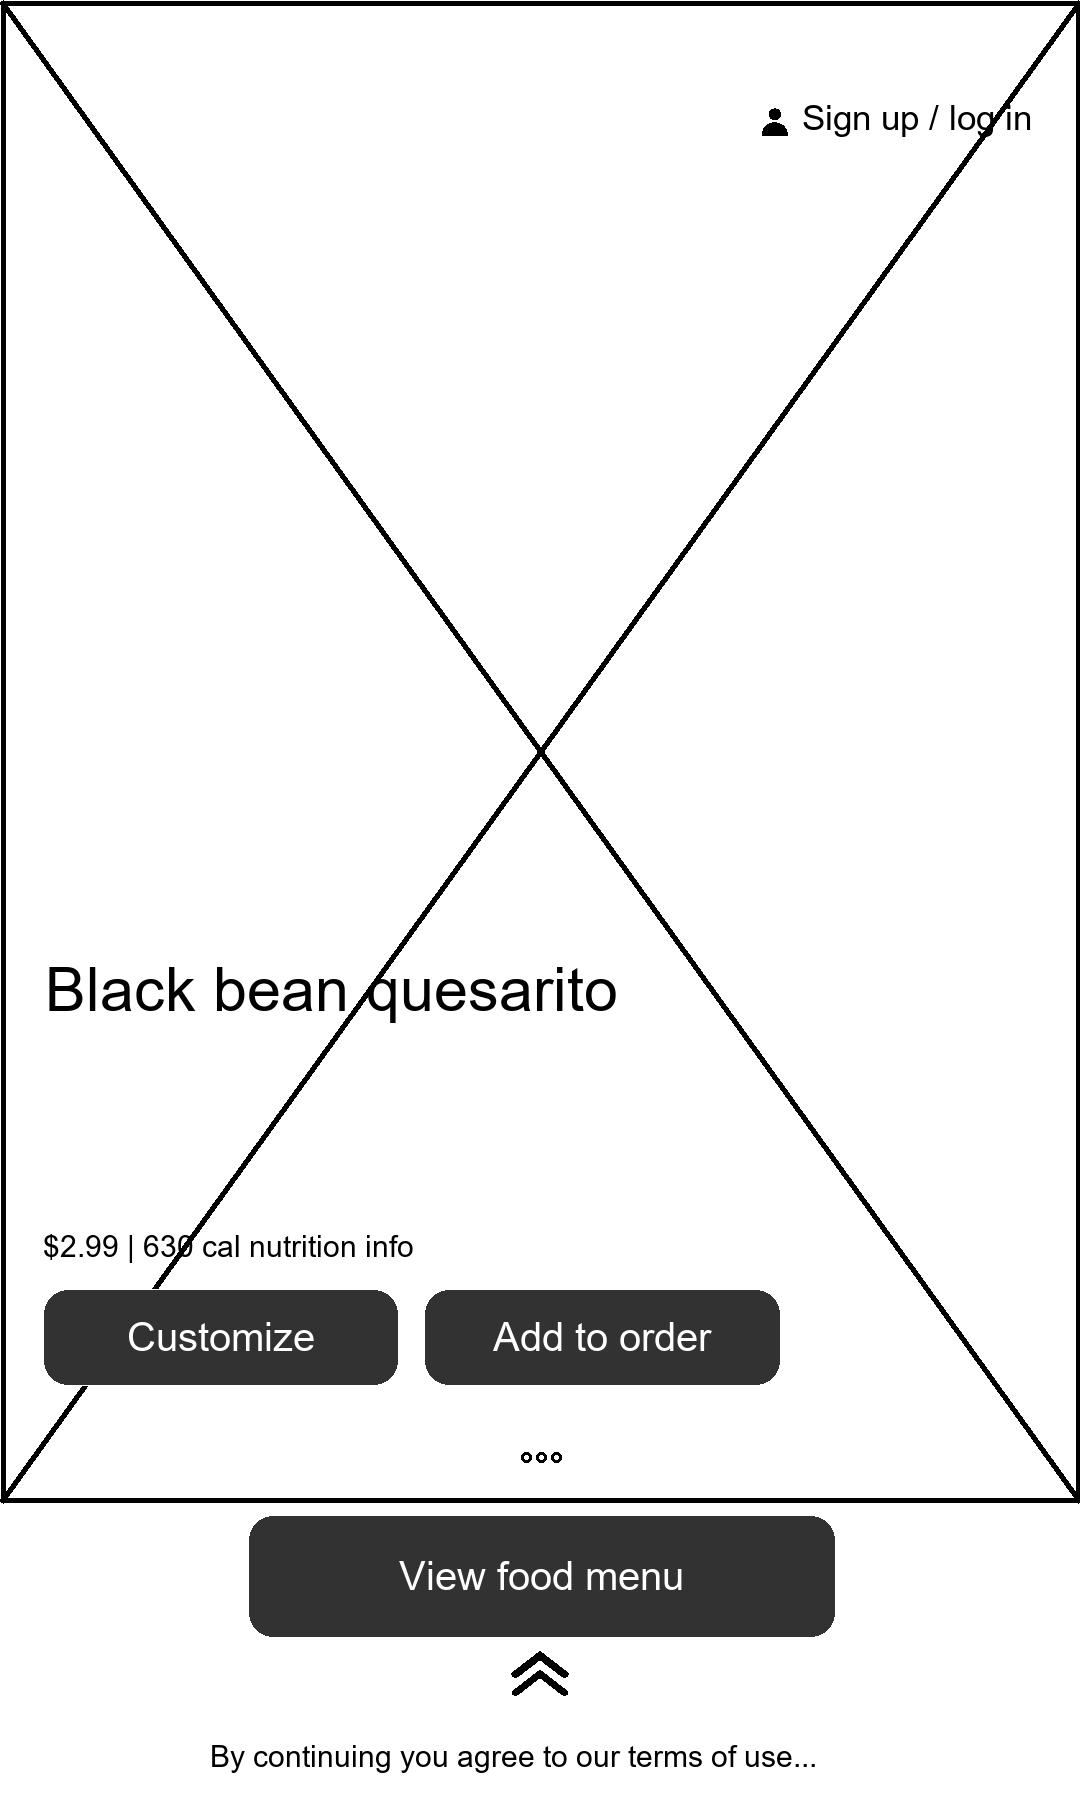 Sign up / log in
Black bean quesarito
$2.99 | 630 cal nutrition info
Customize
Add to order
View food menu
By continuing you agree to our terms of use...